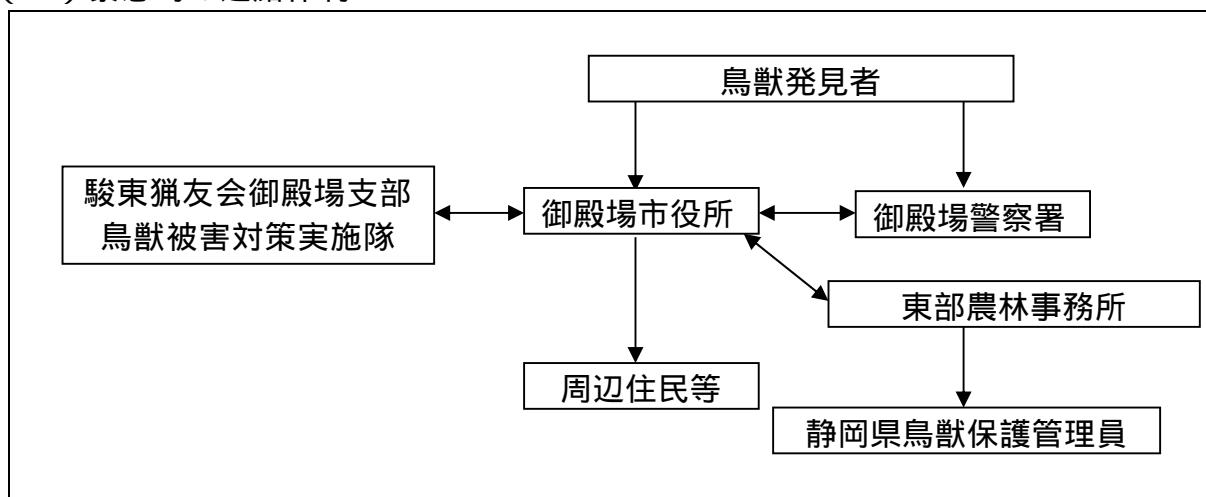 鳥獣発見者
駿東猟友会御殿場支部
鳥獣被害対策実施隊
御殿場市役所
御殿場警察署
東部農林事務所
周辺住民等
静岡県鳥獣保護管理員